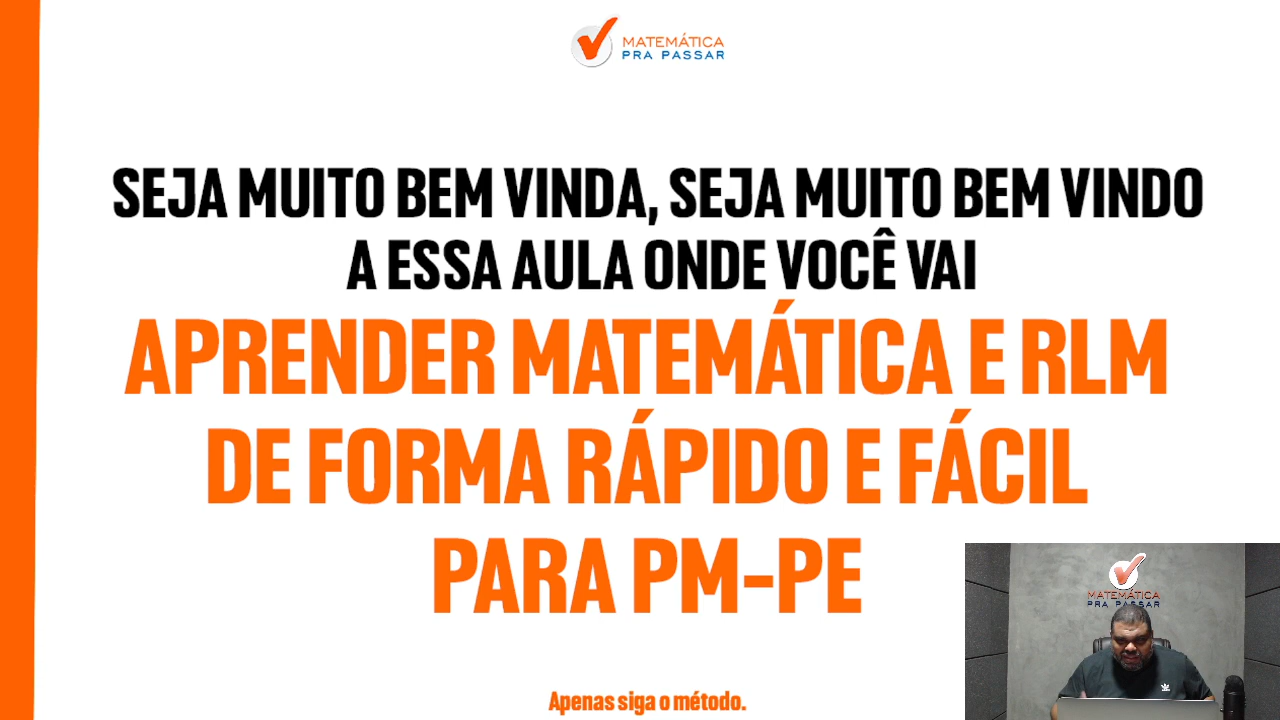 MATEMÁTICA
PRA PASSAR
SEJA MUITO BEM VINDA, SEJA MUITO BEM VINDO
A ESSA AULA ONDE VOCÊ VAI
APRENDER MATEMÁTICA E RLM
DE FORMA RÁPIDO E FÁCIL
PARA PM-PE
MATEMÁTICA
PRA PASSAR
Apenas siga o método.